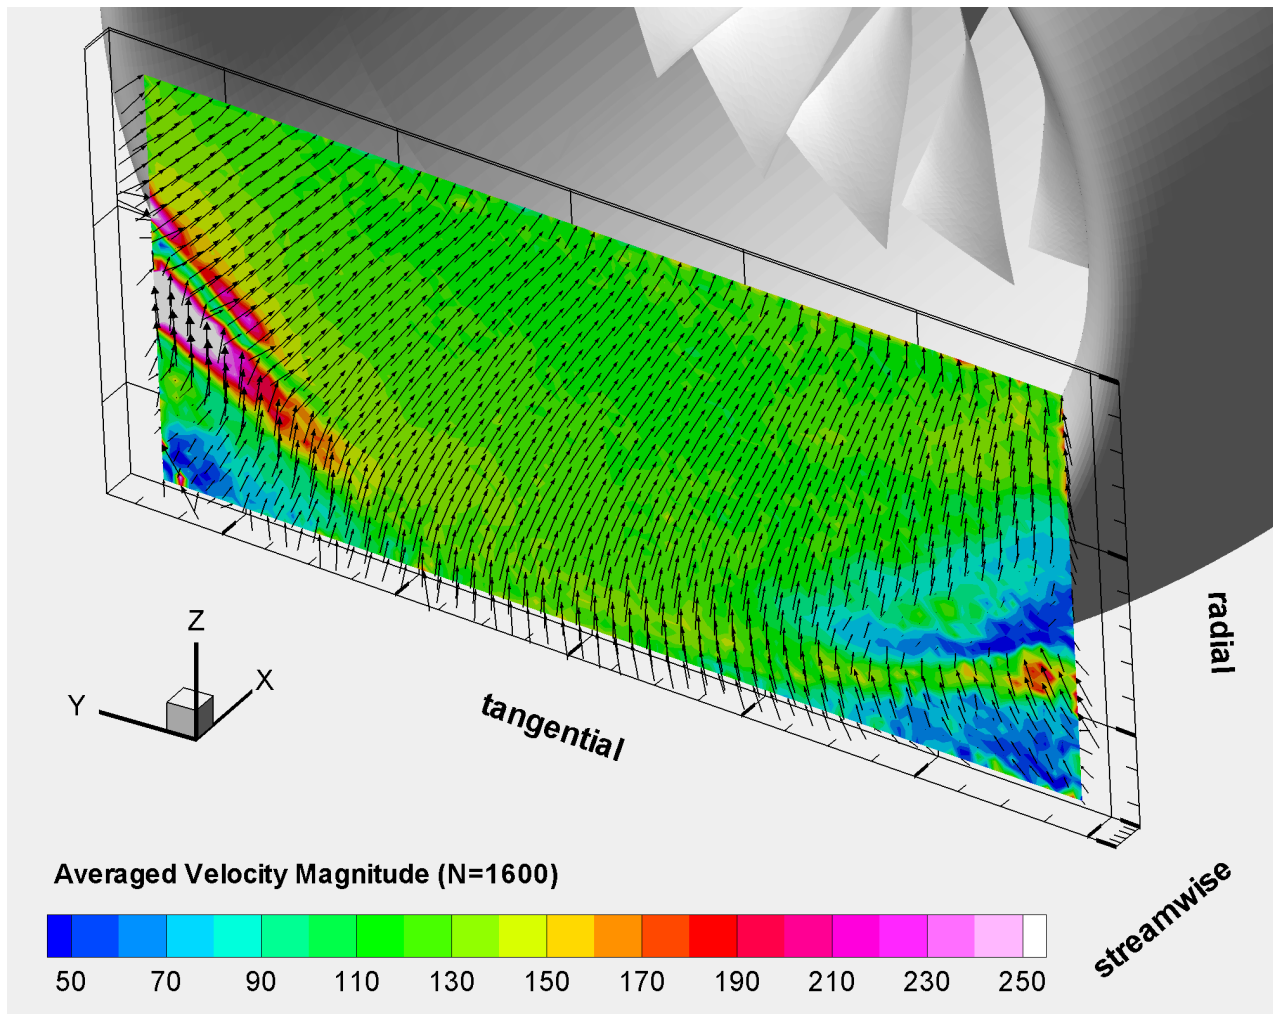 radial
Z
X
Y
tangential
Averaged Velocity Magnitude (N=1600)
streamwise
50 70 90 110 130 150 170 190 210 230 250